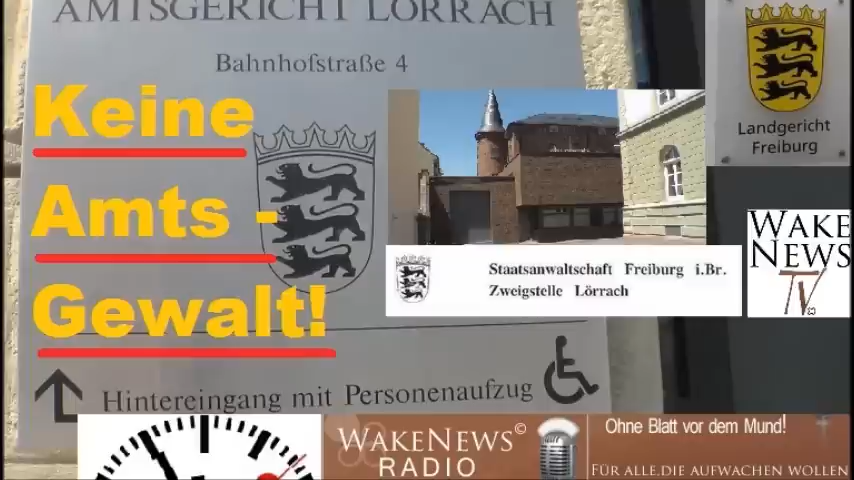 AMTSGERICHT LÖRRACH
Bahnhofstraße 4
Keine
Amts -
Gewalt!
Hintereingang mit Personenaufzug
Landgericht
Freiburg
Staatsanwaltschaft Freiburg i.Br.
Zweigstelle Lörrach
WAKE
NEWS
TV
WAKENEWS©
RADIO
Ohne Blatt vor dem Mund!
FÜR ALLE,DIE AUFWACHEN WOLLEN